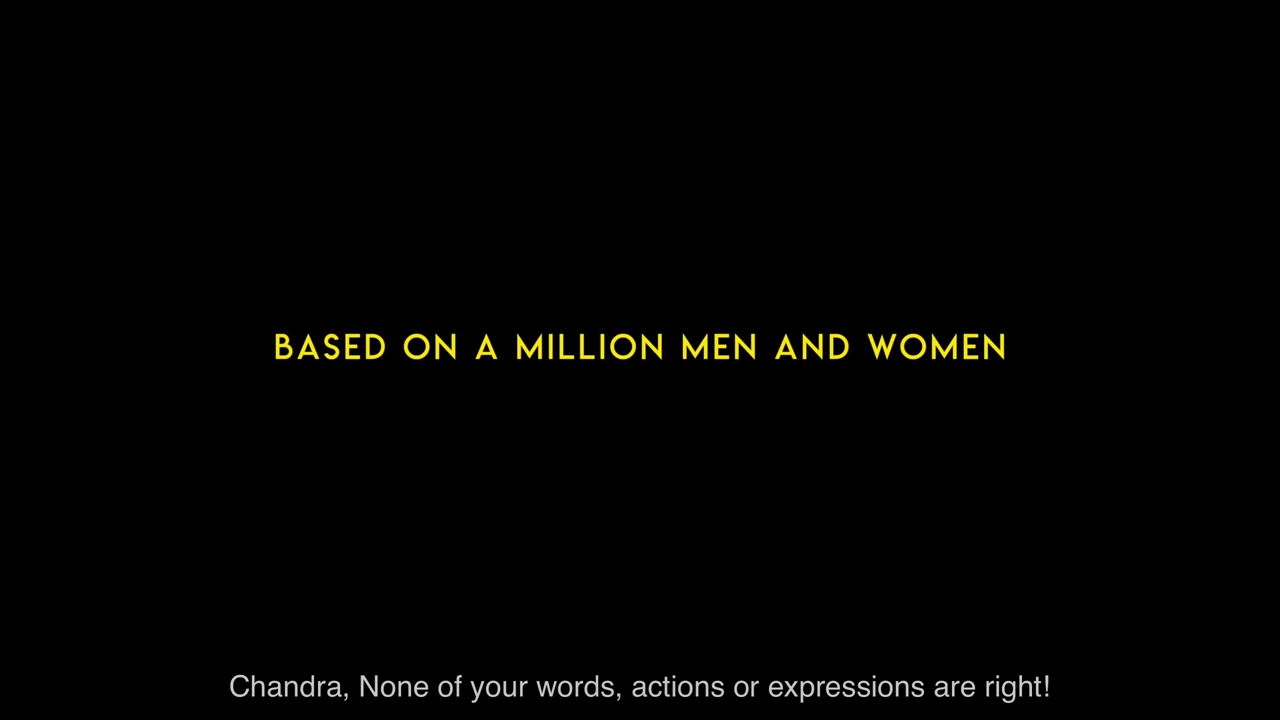 BASED ON A MILLION MEN AND WOMEN
Chandra, None of your words, actions or expressions are right!